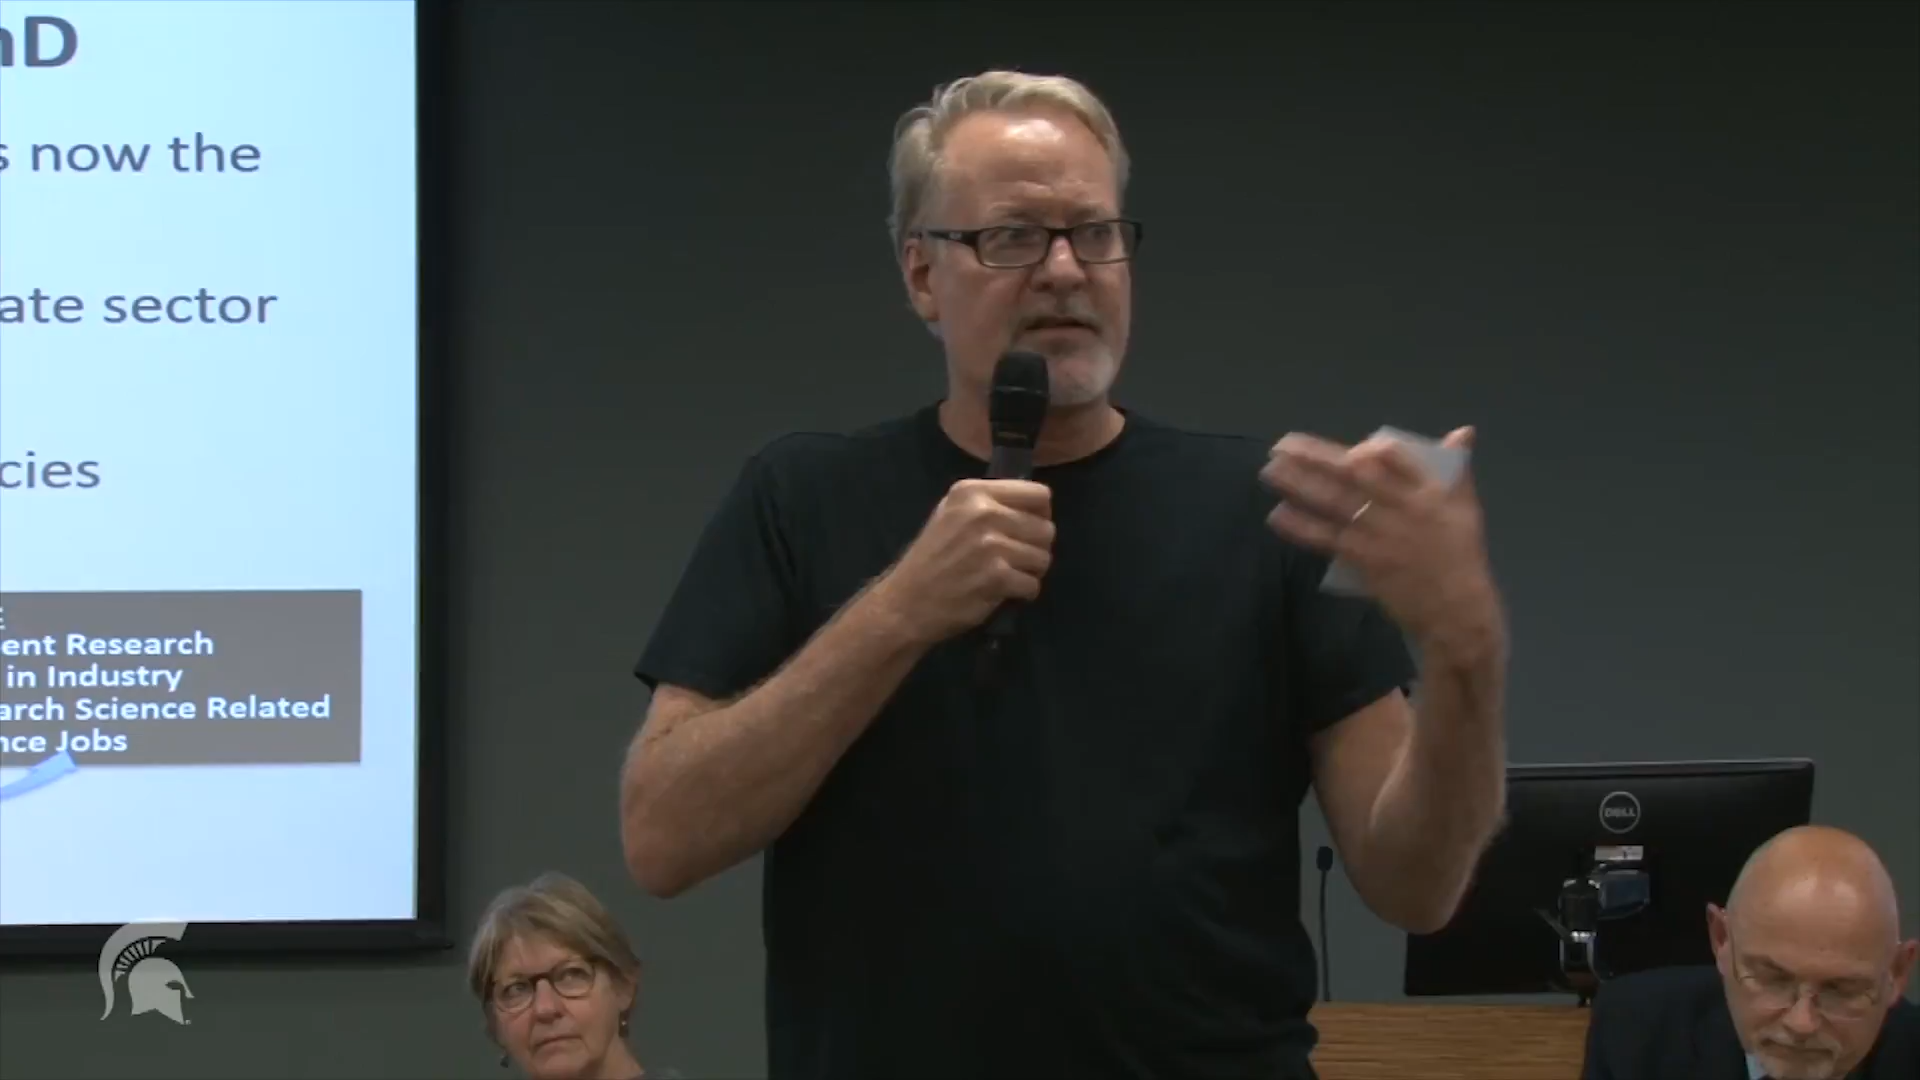 hD
s now the
ate sector
cies
ent Research
in Industry
arch Science Related
nce Jobs
DELL